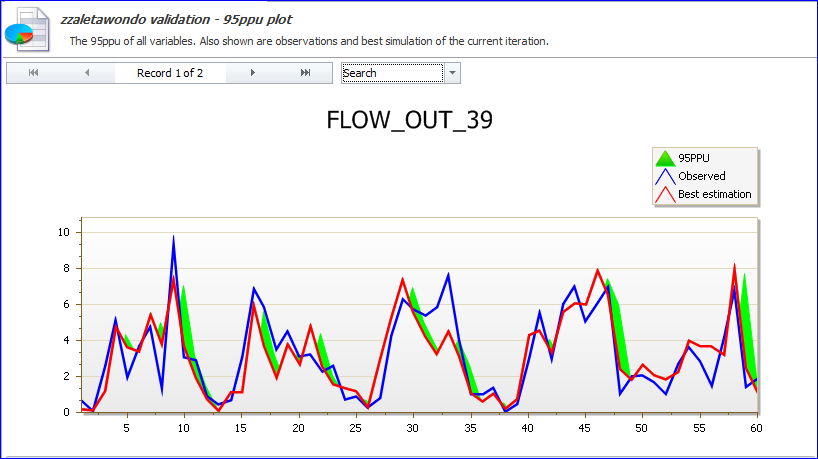 zzaletawondo validation - 95ppu plot
The 95ppu of all variables. Also shown are observations and best simulation of the current iteration.
Record 1 of 2
Search
FLOW_OUT_39
95PPU
Observed
Best estimation
10
8
6
4
2
0
5 10 15 20 25 30 35 40 45 50 55 60